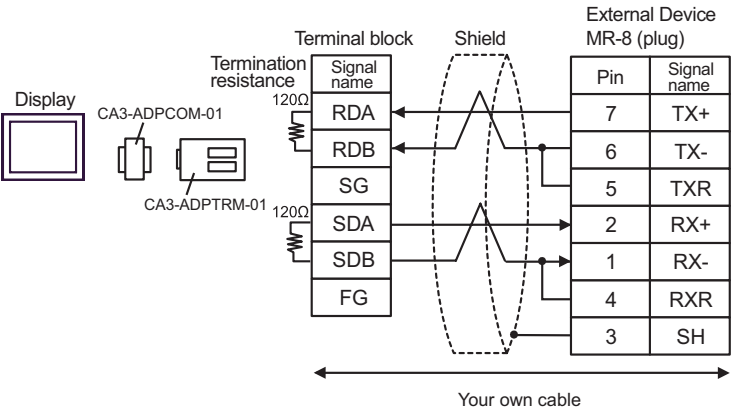 External Device
MR-8 (plug)
Terminal block
Shield
Termination
resistance
Signal
name
Pin
Signal
name
Display
CA3-ADPCOM-01
CA3-ADPTRM-01
120Ω
RDA
7
TX+
RDB
6
TX-
SG
5
TXR
120Ω
SDA
2
RX+
SDB
1
RX-
FG
4
RXR
3
SH
Your own cable